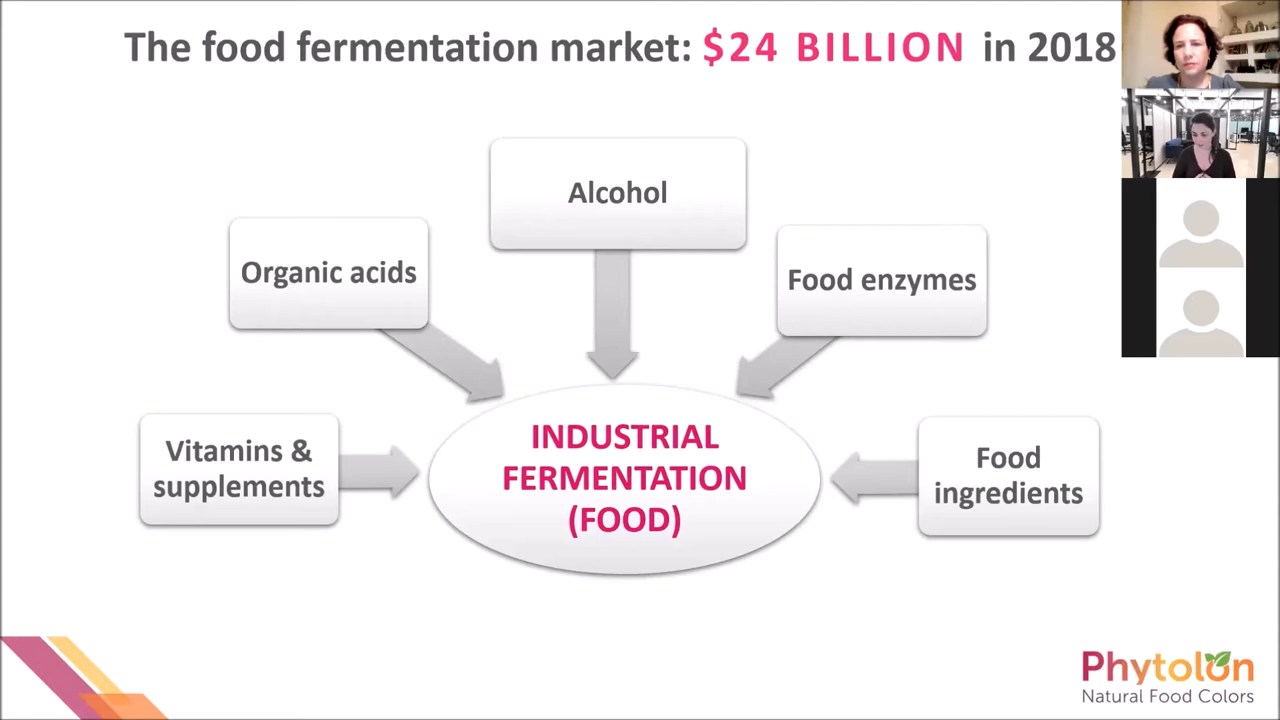 The food fermentation market: $24 BILLION in 2018
Alcohol
Organic acids
Food enzymes
Vitamins &
supplements
INDUSTRIAL
FERMENTATION
(FOOD)
Food
ingredients
Phytolon
Natural Food Colors